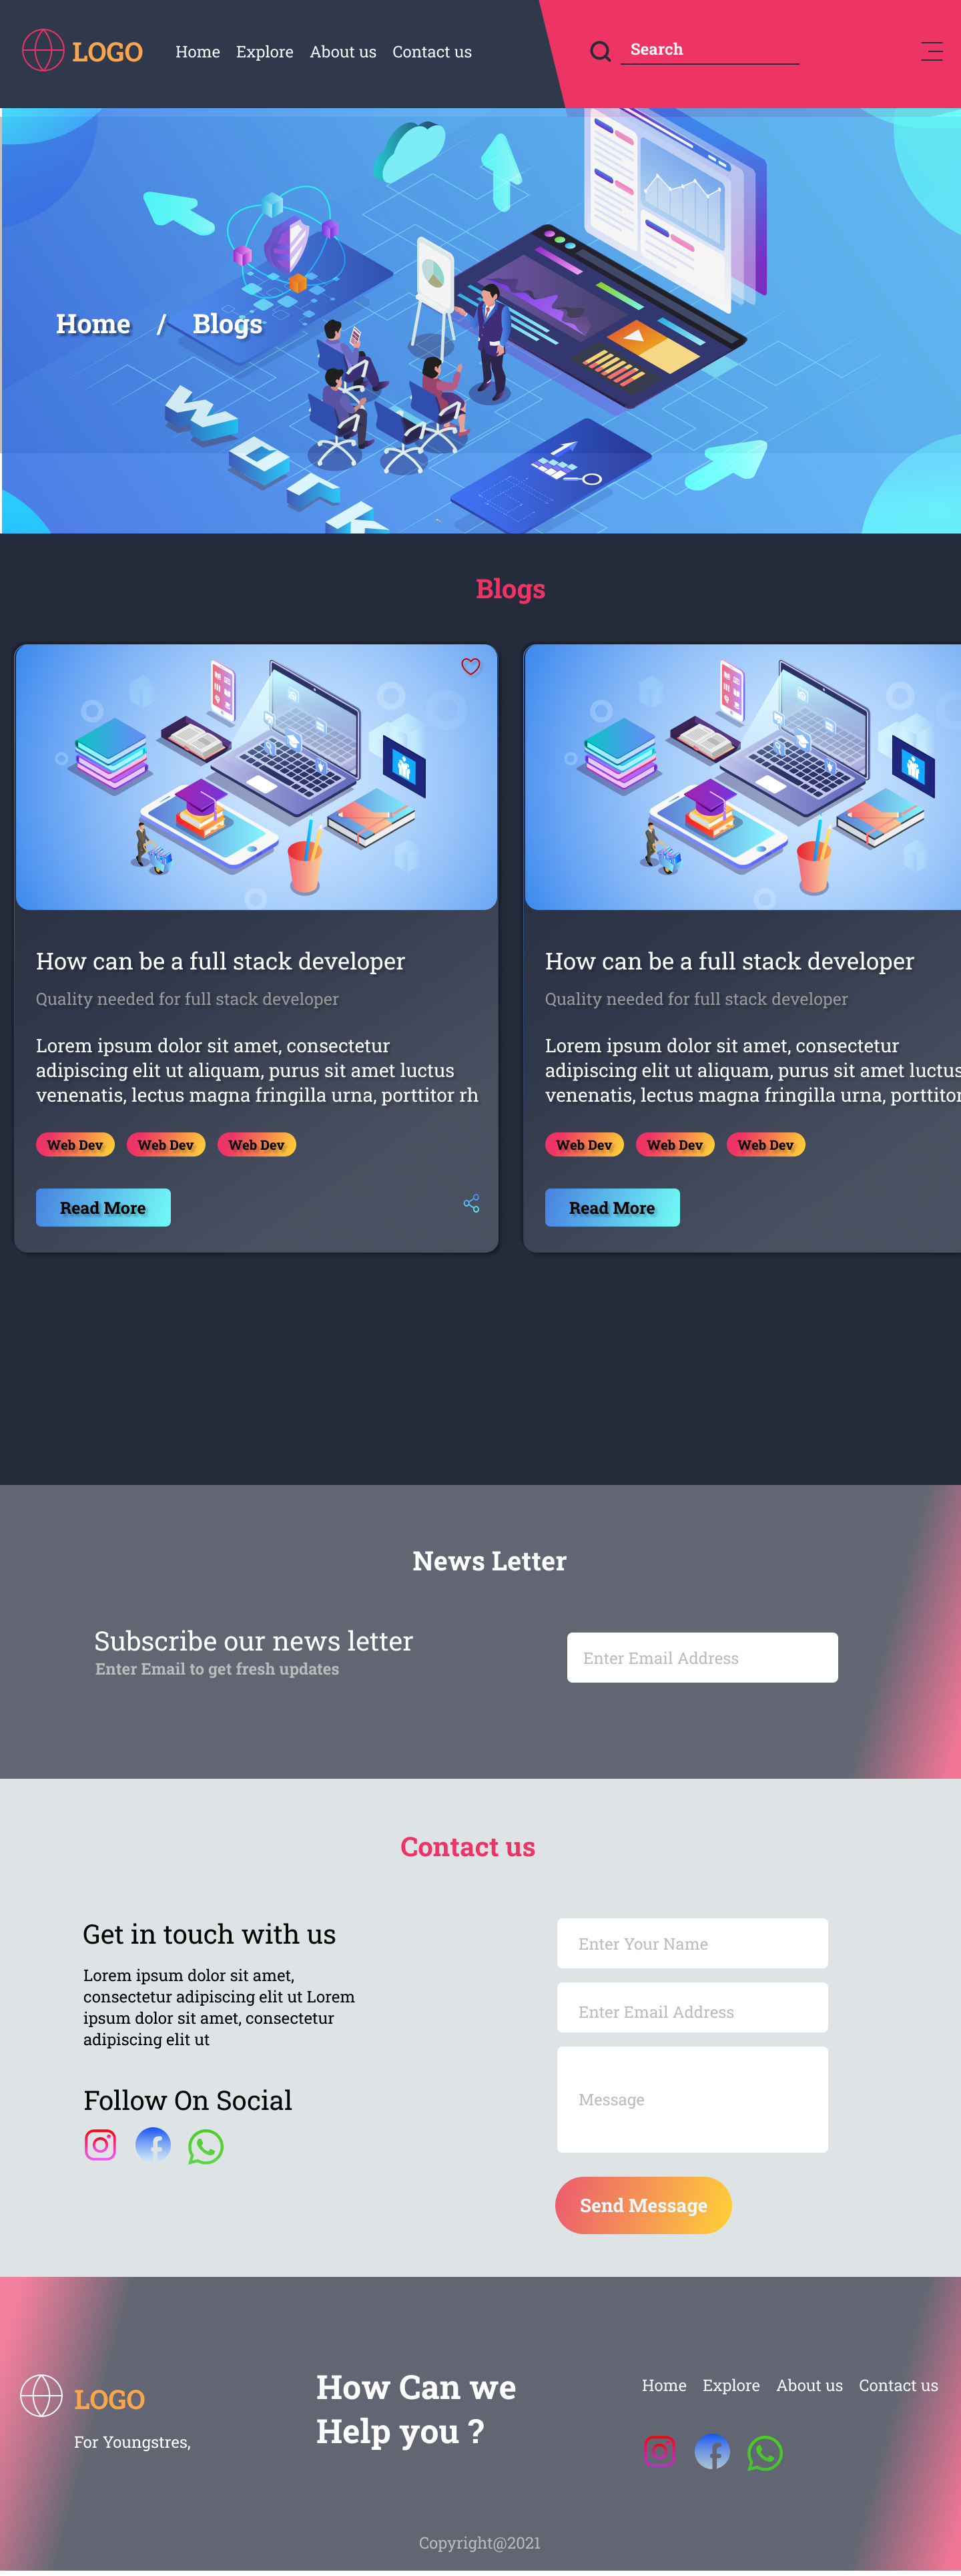 LOGO
Home Explore About us Contact us
Search
Home / Blogs
WORK
Blogs
How can be a full stack developer
Quality needed for full stack developer
Lorem ipsum dolor sit amet, consectetur
adipiscing elit ut aliquam, purus sit amet luctus
venenatis, lectus magna fringilla urna, porttitor rh
Web Dev Web Dev Web Dev
Read More
How can be a full stack developer
Quality needed for full stack developer
Lorem ipsum dolor sit amet, consectetur
adipiscing elit ut aliquam, purus sit amet luctus
venenatis, lectus magna fringilla urna, porttitor
Web Dev Web Dev Web Dev
Read More
News Letter
Subscribe our news letter
Enter Email to get fresh updates
Enter Email Address
Contact us
Get in touch with us
Lorem ipsum dolor sit amet,
consectetur adipiscing elit ut Lorem
ipsum dolor sit amet, consectetur
adipiscing elit ut
Follow On Social
Enter Your Name
Enter Email Address
Message
Send Message
LOGO
For Youngstres,
How Can we
Help you ?
Home Explore About us Contact us
Copyright@2021